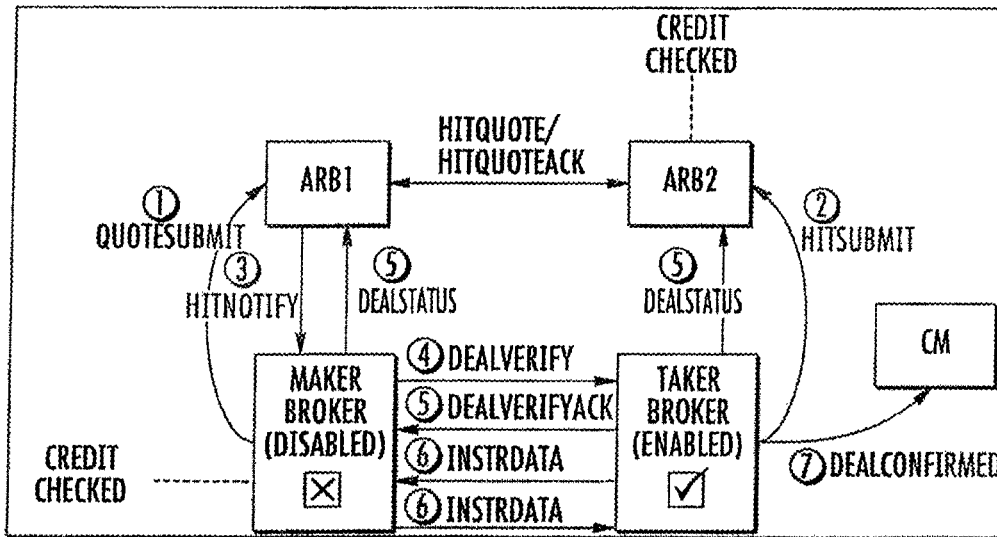 CREDIT
CHECKED
HITQUOTE/
HITQUOTEACK
ARB1
ARB2
①
QUOTESUBMIT
②
HITSUBMIT
③
HITNOTIFY
⑤
DEALSTATUS
⑤
DEALSTATUS
CM
MAKER
BROKER
(DISABLED)
④ DEALVERIFY
⑤ DEALVERIFYACK
⑥ INSTRDATA
⑥ INSTRDATA
TAKER
BROKER
(ENABLED)
⑦ DEALCONFIRMED
CREDIT
CHECKED